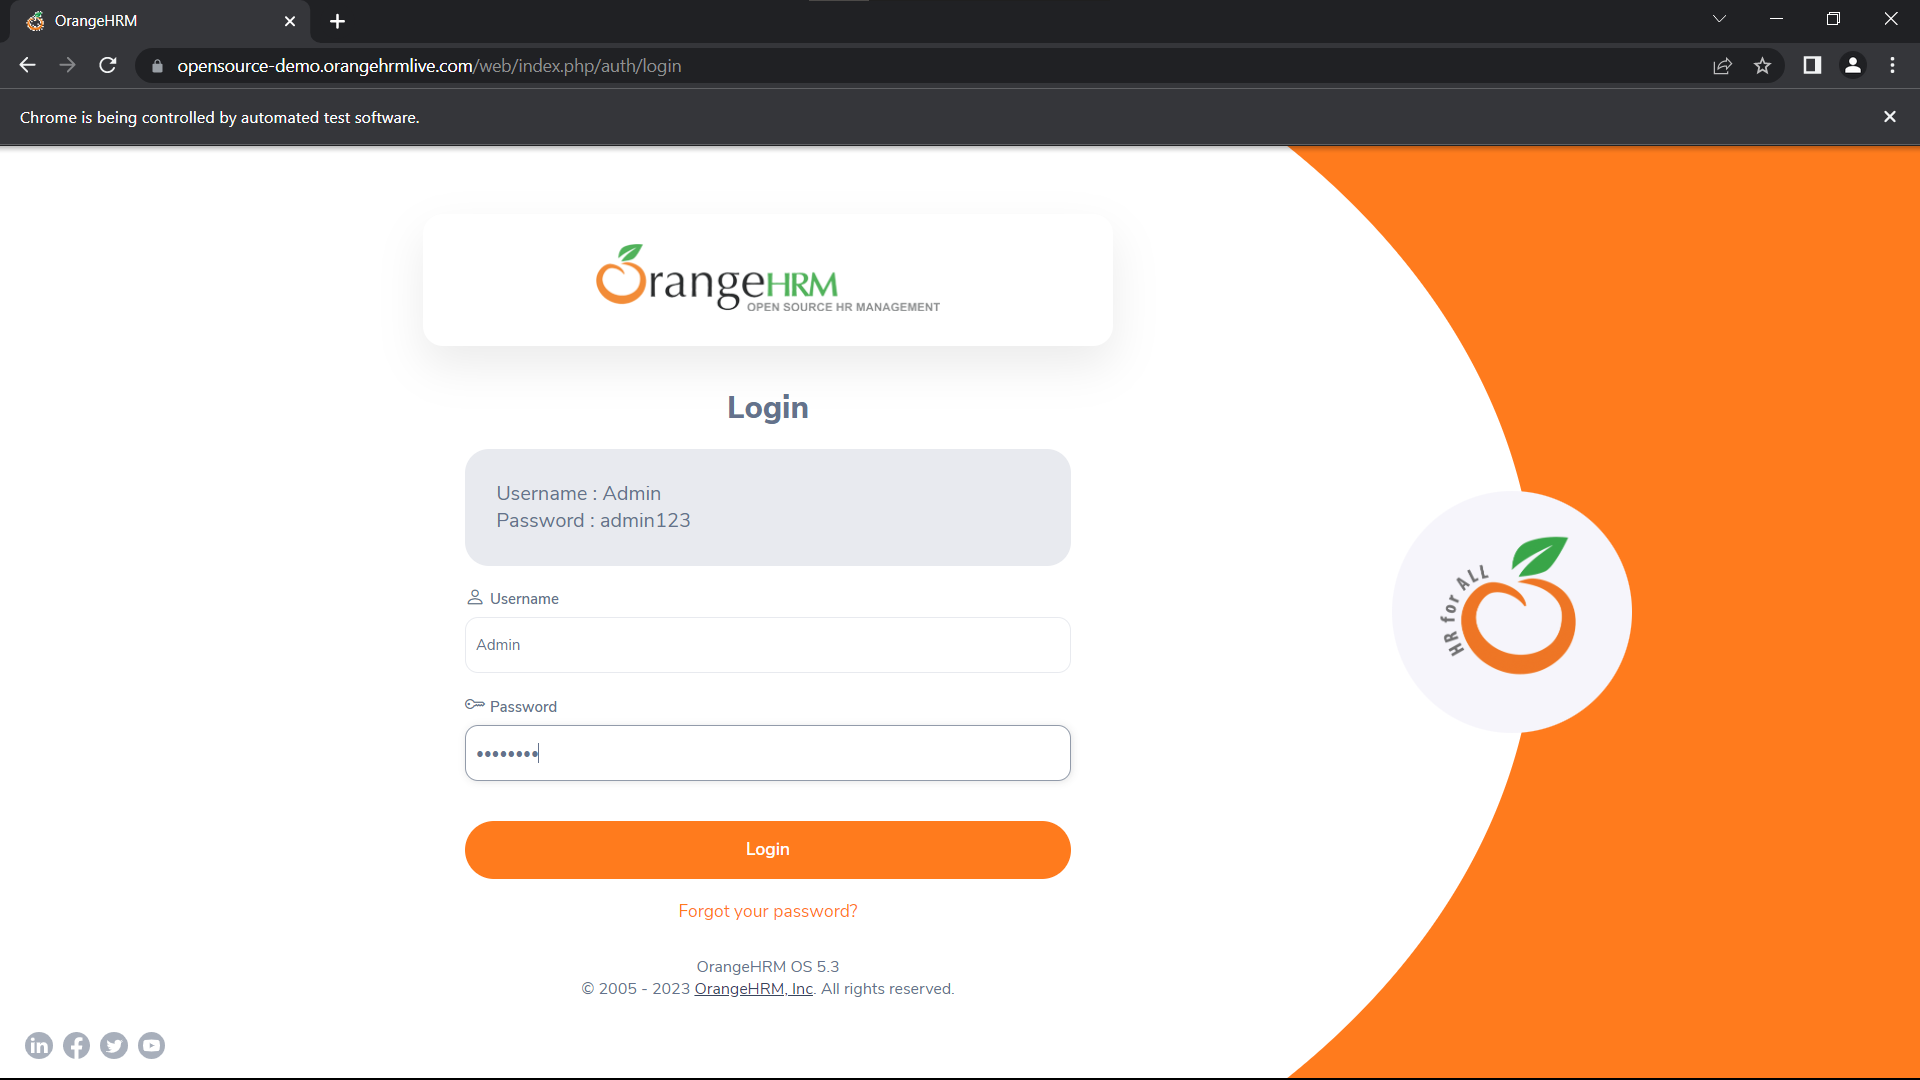 OrangeHRM
opensource-demo.orangehrmlive.com/web/index.php/auth/login
Chrome is being controlled by automated test software.
OrangeHRM
OPEN SOURCE HR MANAGEMENT
Login
Username : Admin
Password : admin123
Username
Admin
Password
••••••••
Login
Forgot your password?
OrangeHRM OS 5.3
© 2005 - 2023 OrangeHRM, Inc. All rights reserved.
HR for ALL